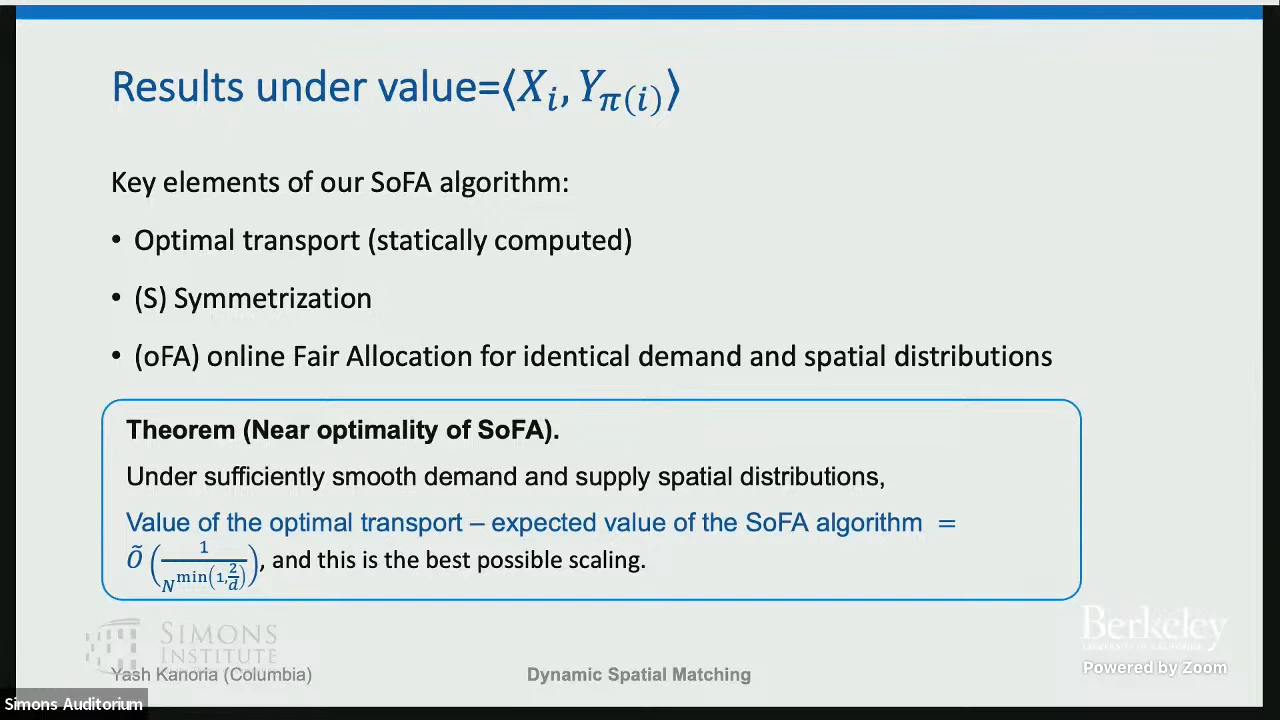 Results under value=⟨X_i, Y_π(i)⟩
Key elements of our SoFA algorithm:
• Optimal transport (statically computed)
• (S) Symmetrization
• (oFA) online Fair Allocation for identical demand and spatial distributions
Theorem (Near optimality of SoFA).
Under sufficiently smooth demand and supply spatial distributions,
Value of the optimal transport – expected value of the SoFA algorithm =
Õ(1/N^min(1,2/d)), and this is the best possible scaling.
SIMONS
INSTITUTE
Berkeley
UNIVERSITY OF CALIFORNIA
Yash Kanoria (Columbia)
Dynamic Spatial Matching
Powered by Zoom
Simons Auditorium